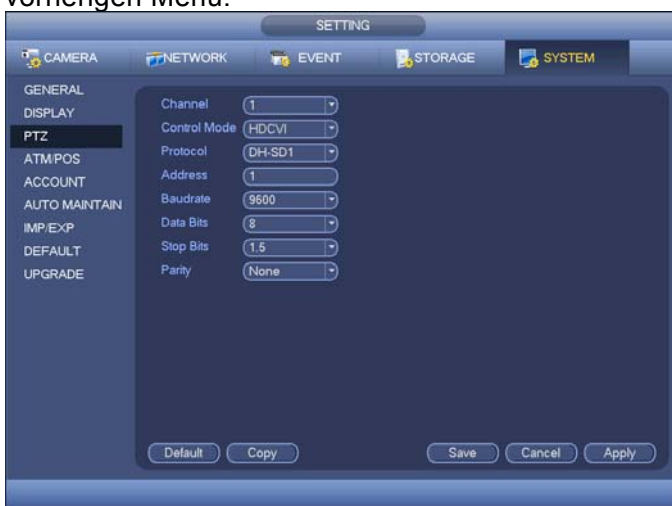 vorherigen Menü.
SETTING
CAMERA NETWORK EVENT STORAGE SYSTEM
GENERAL
DISPLAY
PTZ
ATM/POS
ACCOUNT
AUTO MAINTAIN
IMP/EXP
DEFAULT
UPGRADE
Channel 1
Control Mode HDCVI
Protocol DH-SD1
Address 1
Baudrate 9600
Data Bits 8
Stop Bits 1.5
Parity None
Default Copy Save Cancel Apply